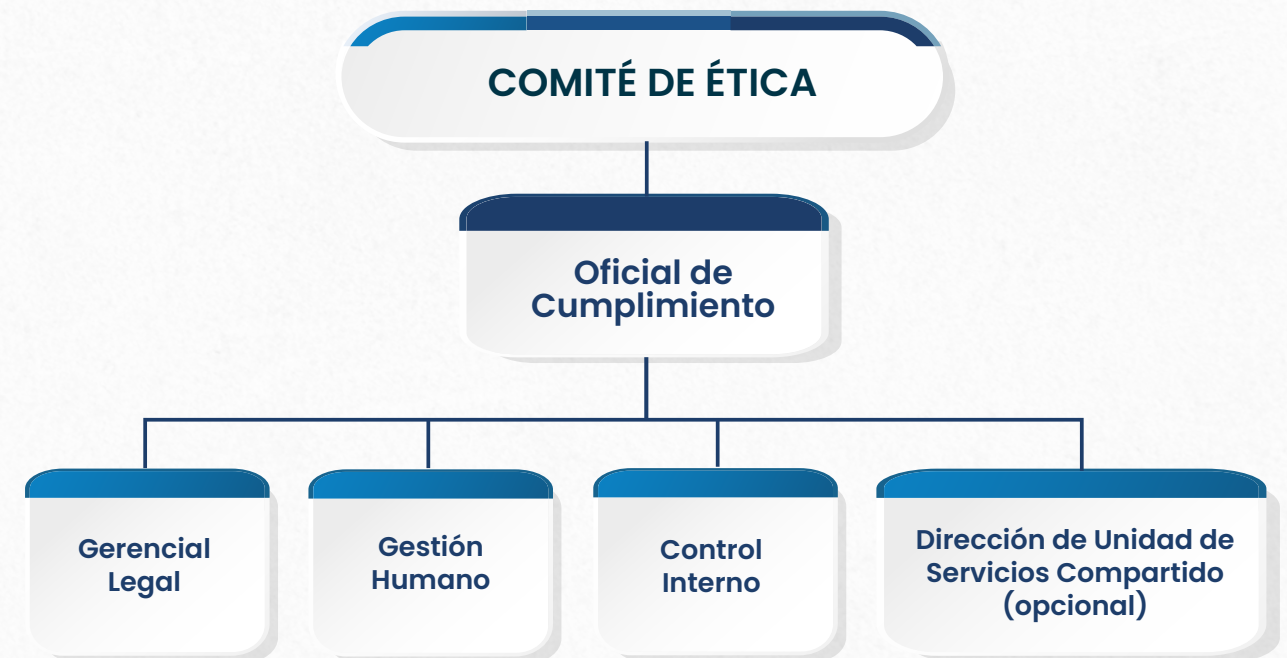 COMITÉ DE ÉTICA
Oficial de
Cumplimiento
Gerencial
Legal
Gestión
Humano
Control
Interno
Dirección de Unidad de
Servicios Compartido
(opcional)